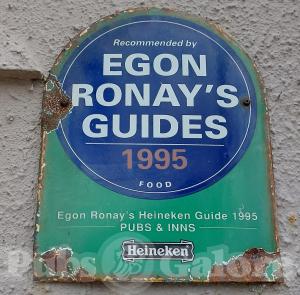 Recommended by
EGON
RONAY'S
GUIDES
1995
FOOD
Egon Ronay's Heineken Guide 1995
PUBS & INNS
Heineken
Pubs Galore